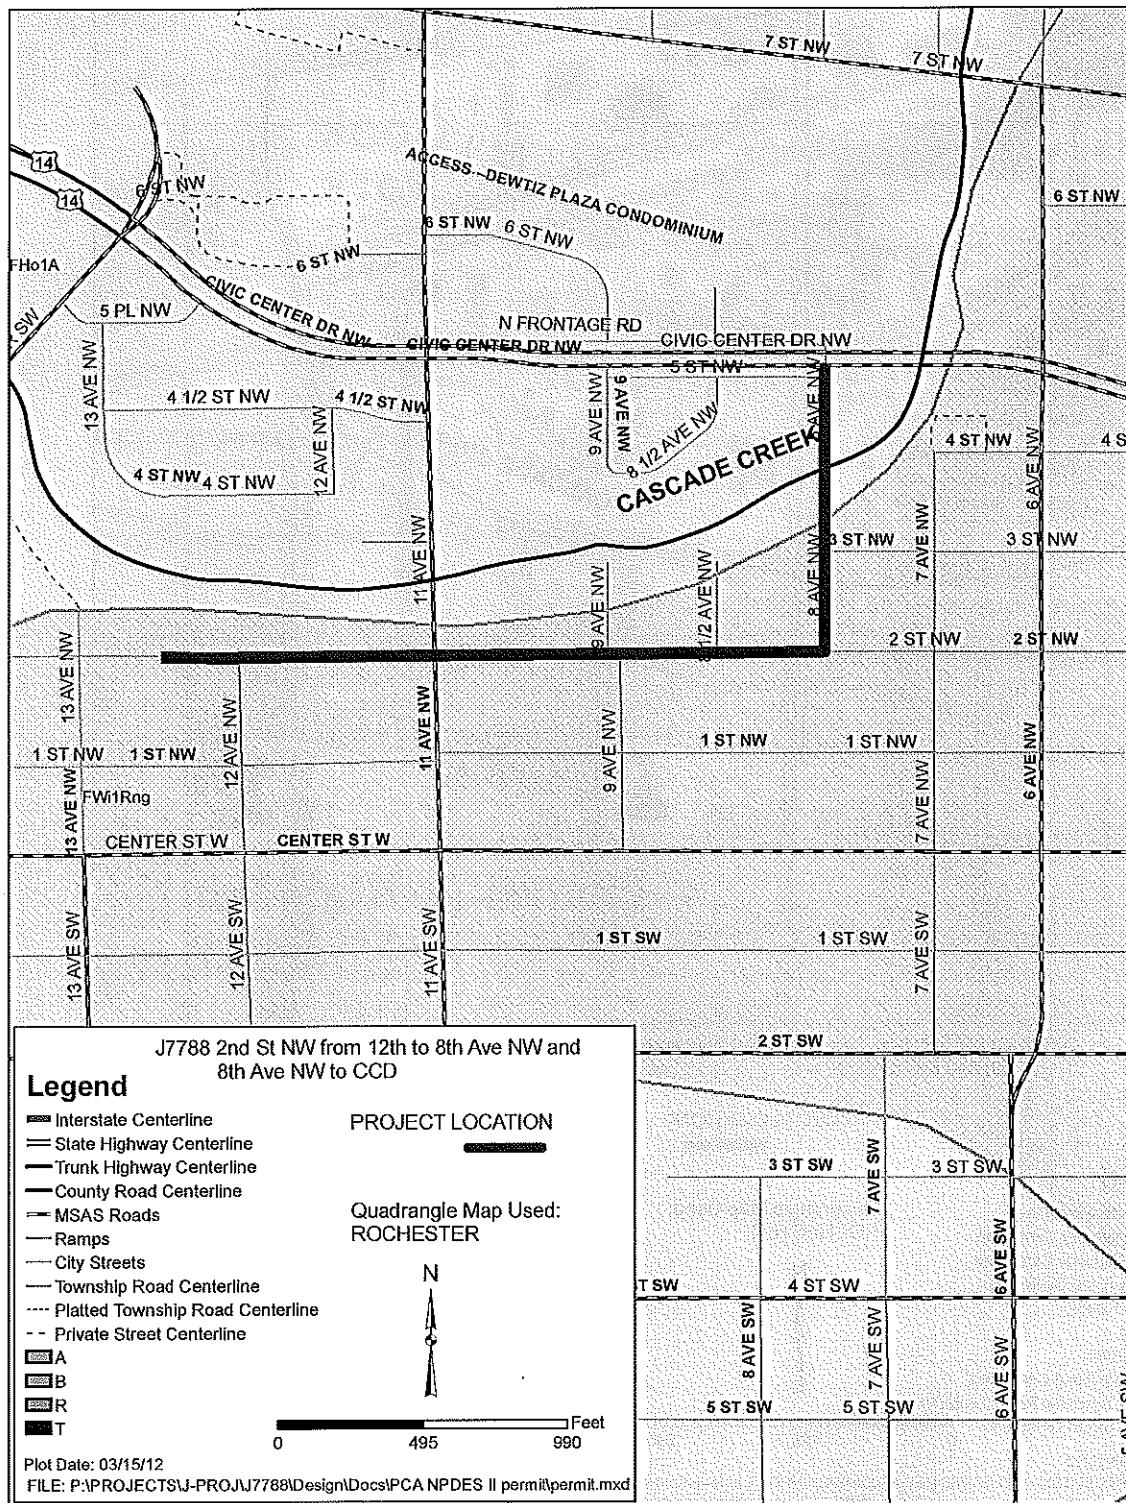 7 ST NW
7 ST NW
14
14
6 ST NW
ACCESS--DEWTIZ PLAZA CONDOMINIUM
6 ST NW
6 ST NW
6 ST NW
6 ST NW
FHo1A
SW
5 PL NW
CIVIC CENTER DR NW
CIVIC CENTER DR NW
N FRONTAGE RD
CIVIC CENTER DR NW
5 ST NW
13 AVE NW
4 1/2 ST NW
4 1/2 ST NW
12 AVE NW
9 AVE NW
9 AVE NW
8 1/2 AVE NW
AVE NW
4 ST NW
4 ST NW
CASCADE CREEK
4 ST NW
4 S
6 AVE NW
11 AVE NW
8 AVE NW
3 ST NW
7 AVE NW
3 ST NW
9 AVE NW
8 1/2 AVE NW
2 ST NW
2 ST NW
13 AVE NW
12 AVE NW
11 AVE NW
9 AVE NW
1 ST NW
1 ST NW
1 ST NW
1 ST NW
7 AVE NW
6 AVE NW
13 AVE NW
FWi1Rng
CENTER ST W
CENTER ST W
13 AVE SW
12 AVE SW
11 AVE SW
1 ST SW
1 ST SW
7 AVE SW
2 ST SW
3 ST SW
7 AVE SW
3 ST SW
T SW
4 ST SW
6 AVE SW
8 AVE SW
7 AVE SW
6 AVE SW
5 ST SW
5 ST SW
AVE SW
J7788 2nd St NW from 12th to 8th Ave NW and
8th Ave NW to CCD
Legend
Interstate Centerline
State Highway Centerline
Trunk Highway Centerline
County Road Centerline
MSAS Roads
Ramps
City Streets
Township Road Centerline
Platted Township Road Centerline
Private Street Centerline
A
B
R
T
PROJECT LOCATION
Quadrangle Map Used:
ROCHESTER
N
Feet
0 495 990
Plot Date: 03/15/12
FILE: P:\PROJECTS\J-PROJ\J7788\Design\Docs\PCA NPDES II permit\permit.mxd